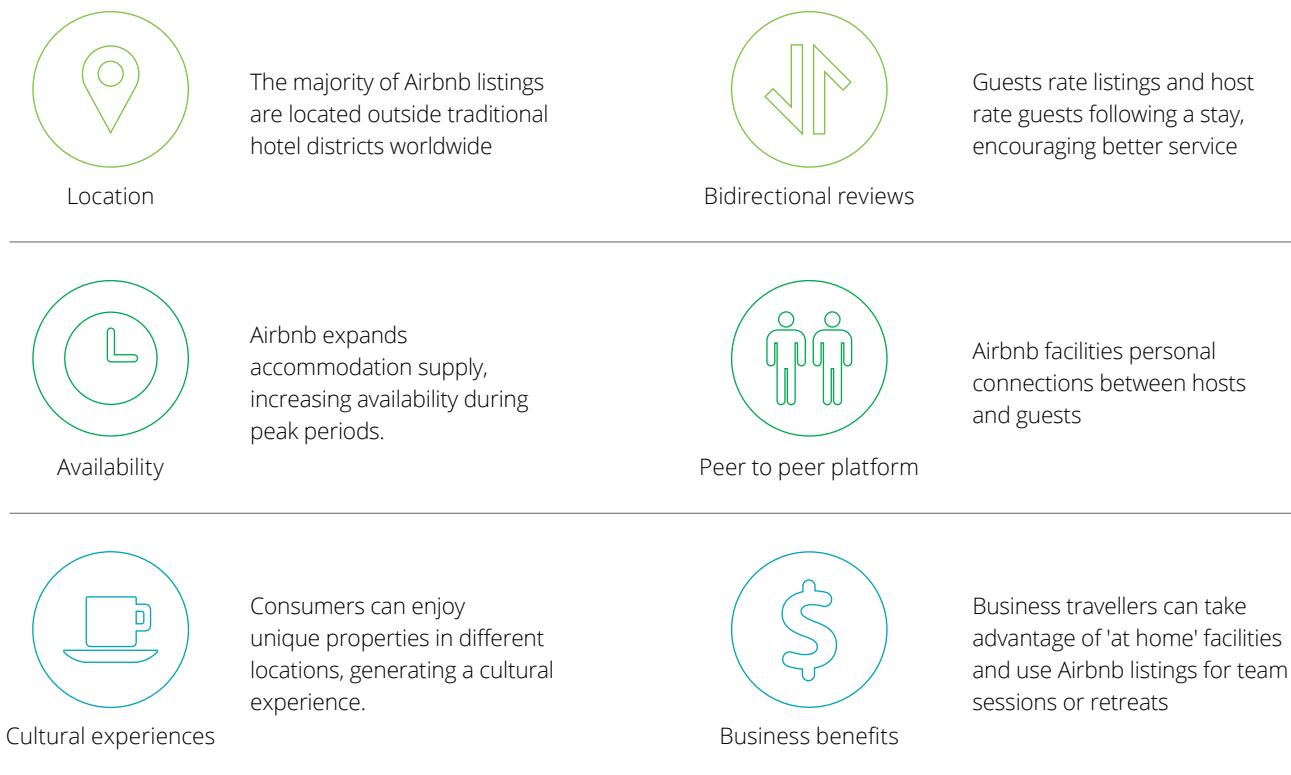 The majority of Airbnb listings
are located outside traditional
hotel districts worldwide
Location
Guests rate listings and host
rate guests following a stay,
encouraging better service
Bidirectional reviews
Airbnb expands
accommodation supply,
increasing availability during
peak periods.
Availability
Airbnb facilities personal
connections between hosts
and guests
Peer to peer platform
Consumers can enjoy
unique properties in different
locations, generating a cultural
experience.
Cultural experiences
Business travellers can take
advantage of 'at home' facilities
and use Airbnb listings for team
sessions or retreats
Business benefits